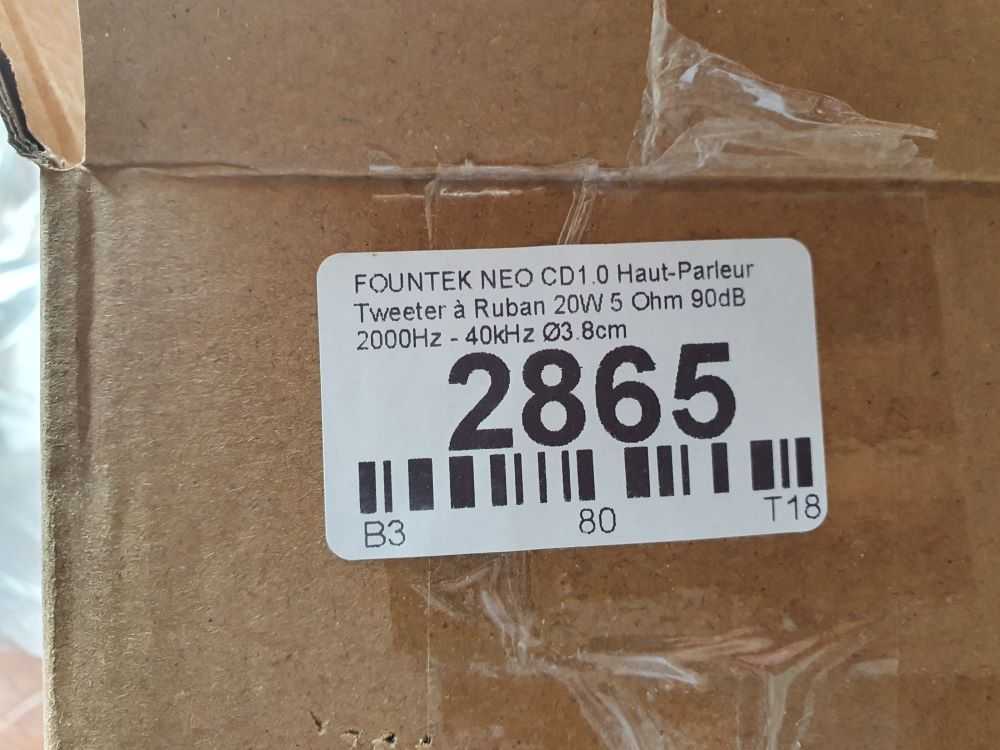 FOUNTEK NEO CD1.0 Haut-Parleur
Tweeter à Ruban 20W 5 Ohm 90dB
2000Hz - 40kHz Ø3.8cm
2865
B3 80 T18